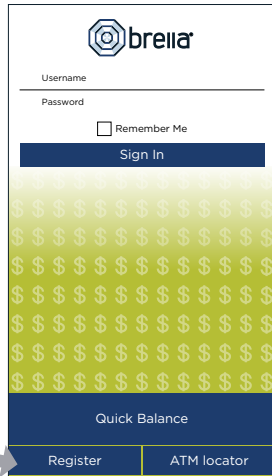 brella
Username
Password
Remember Me
Sign In
$ $ $ $ $ $ $ $ $ $ $ $ $
$ $ $ $ $ $ $ $ $ $ $ $ $
$ $ $ $ $ $ $ $ $ $ $ $ $
$ $ $ $ $ $ $ $ $ $ $ $ $
$ $ $ $ $ $ $ $ $ $ $ $ $
$ $ $ $ $ $ $ $ $ $ $ $ $
$ $ $ $ $ $ $ $ $ $ $ $ $
Quick Balance
Register ATM locator